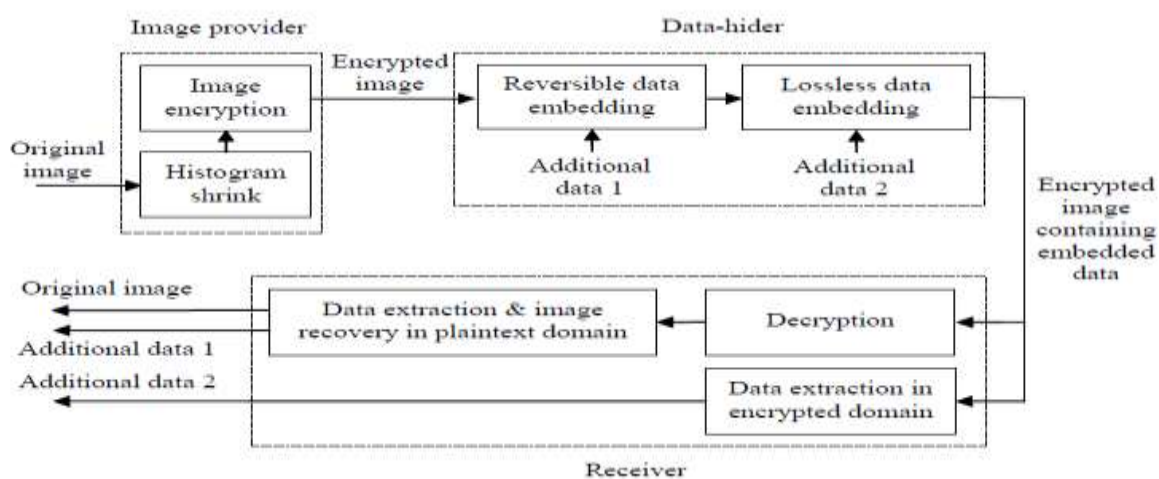 Image provider
Data-hider
Image
encryption
Encrypted
image
Reversible data
embedding
Lossless data
embedding
Original
image
Histogram
shrink
Additional
data 1
Additional
data 2
Encrypted
image
containing
embedded
data
Original image
Data extraction & image
recovery in plaintext domain
Decryption
Additional data 1
Additional data 2
Data extraction in
encrypted domain
Receiver